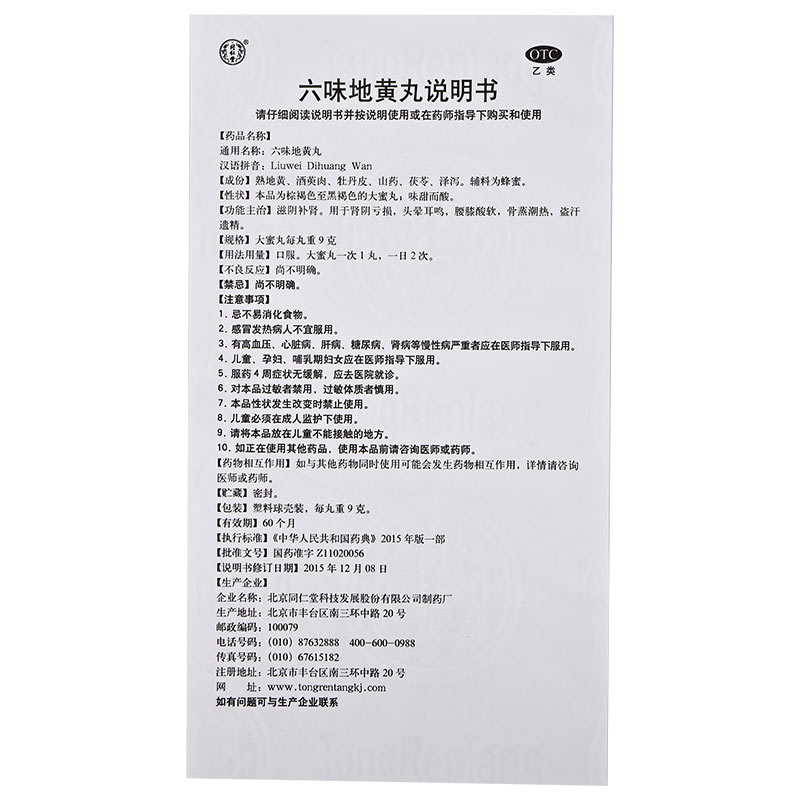 同仁堂
OTC
乙类
六味地黄丸说明书
请仔细阅读说明书并按说明使用或在药师指导下购买和使用
【药品名称】
通用名称：六味地黄丸
汉语拼音：Liuwei Dihuang Wan
【成份】熟地黄、酒萸肉、牡丹皮、山药、茯苓、泽泻。辅料为蜂蜜。
【性状】本品为棕褐色至黑褐色的大蜜丸；味甜而酸。
【功能主治】滋阴补肾。用于肾阴亏损，头晕耳鸣，腰膝酸软，骨蒸潮热，盗汗
遗精。
【规格】大蜜丸每丸重9克
【用法用量】口服。大蜜丸一次1丸，一日2次。
【不良反应】尚不明确。
【禁忌】尚不明确。
【注意事项】
1．忌不易消化食物。
2．感冒发热病人不宜服用。
3．有高血压、心脏病、肝病、糖尿病、肾病等慢性病严重者应在医师指导下服用。
4．儿童、孕妇、哺乳期妇女应在医师指导下服用。
5．服药4周症状无缓解，应去医院就诊。
6．对本品过敏者禁用，过敏体质者慎用。
7．本品性状发生改变时禁止使用。
8．儿童必须在成人监护下使用。
9．请将本品放在儿童不能接触的地方。
10．如正在使用其他药品，使用本品前请咨询医师或药师。
【药物相互作用】如与其他药物同时使用可能会发生药物相互作用，详情请咨询
医师或药师。
【贮藏】密封。
【包装】塑料球壳装，每丸重9克。
【有效期】60个月
【执行标准】《中华人民共和国药典》2015年版一部
【批准文号】国药准字Z11020056
【说明书修订日期】2015年12月08日
【生产企业】
企业名称：北京同仁堂科技发展股份有限公司制药厂
生产地址：北京市丰台区南三环中路20号
邮政编码：100079
电话号码：(010) 87632888 400-600-0988
传真号码：(010) 67615182
注册地址：北京市丰台区南三环中路20号
网 址：www.tongrentangkj.com
如有问题可与生产企业联系
TongRenTang